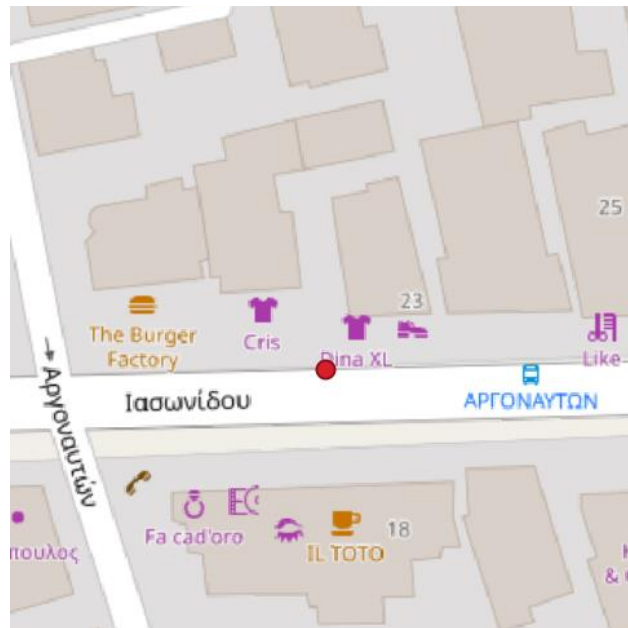 25
23
The Burger
Factory
Cris
Dina XL
Like
→ Αργοναυτών
Ιασωνίδου
ΑΡΓΟΝΑΥΤΩΝ
πουλος
Fa cad'oro
IL TOTO
18
K
&